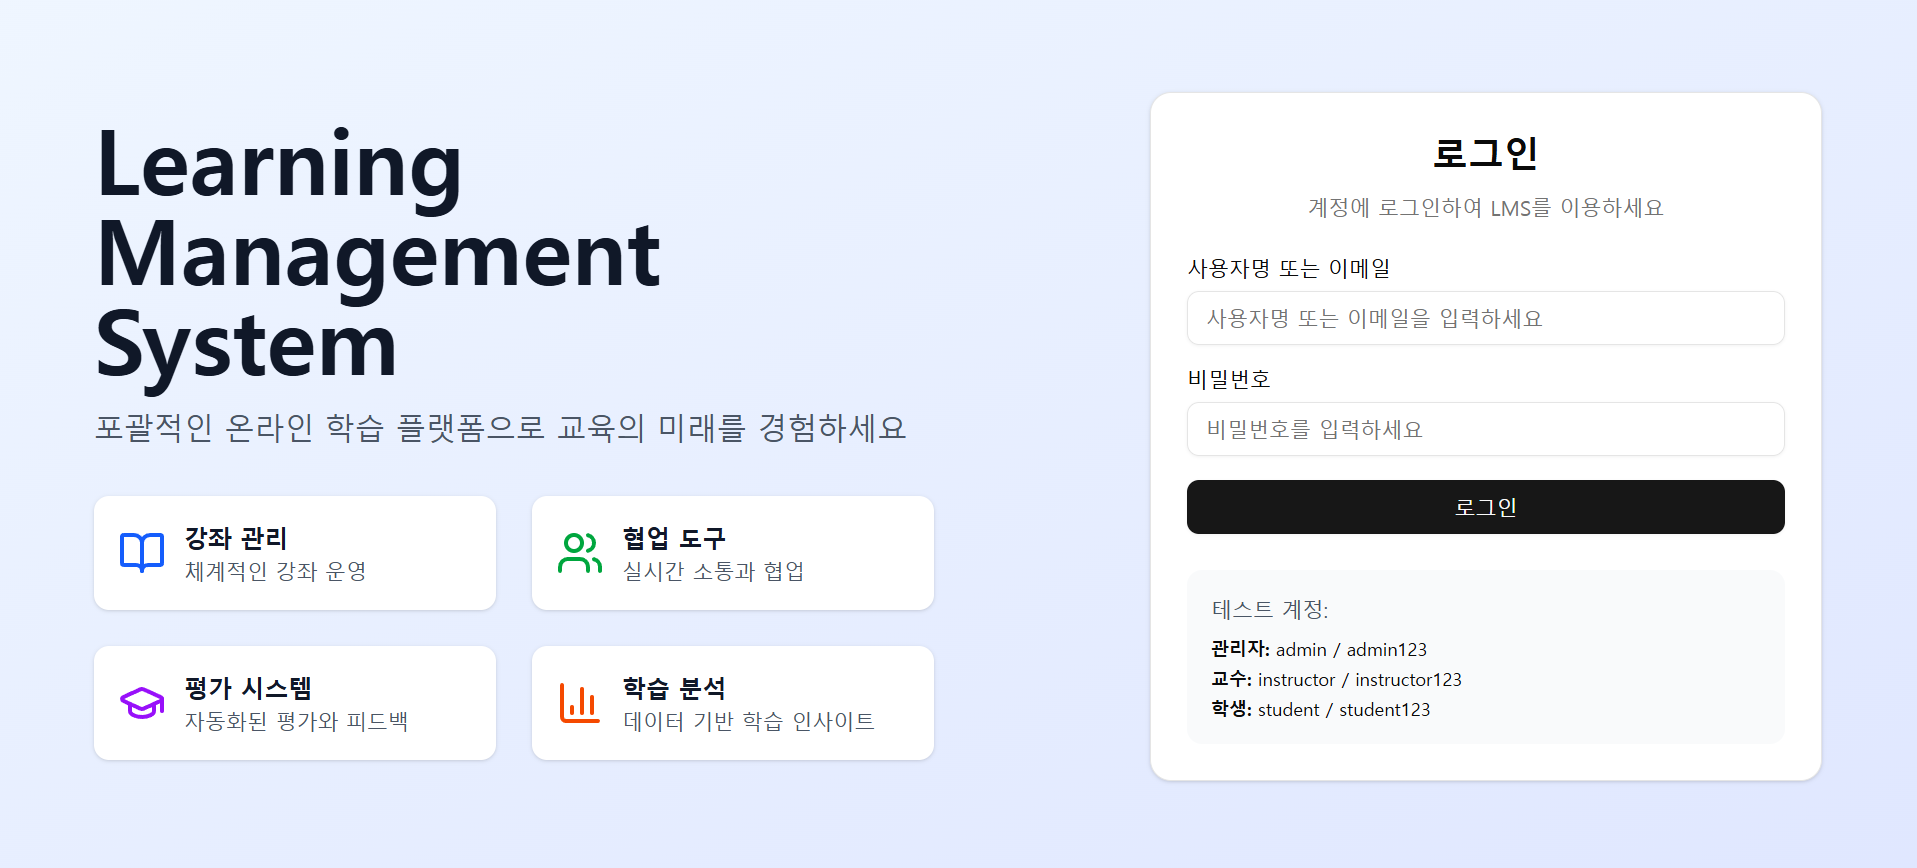 Learning
Management
System
포괄적인 온라인 학습 플랫폼으로 교육의 미래를 경험하세요
강좌 관리
체계적인 강좌 운영
협업 도구
실시간 소통과 협업
평가 시스템
자동화된 평가와 피드백
학습 분석
데이터 기반 학습 인사이트
로그인
계정에 로그인하여 LMS를 이용하세요
사용자명 또는 이메일
사용자명 또는 이메일을 입력하세요
비밀번호
비밀번호를 입력하세요
로그인
테스트 계정:
관리자: admin / admin123
교수: instructor / instructor123
학생: student / student123